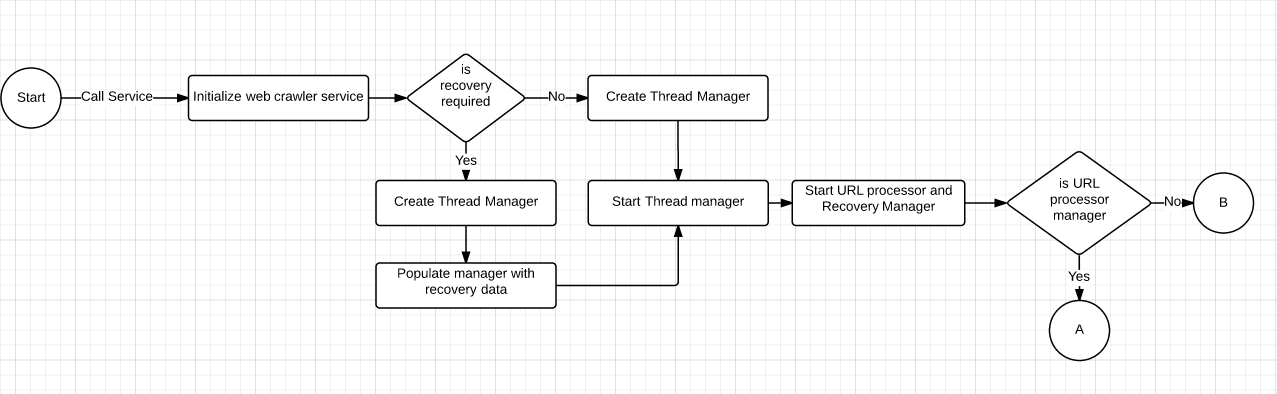 Start
Call Service
Initialize web crawler service
is
recovery
required
No
Create Thread Manager
Yes
Create Thread Manager
Populate manager with
recovery data
Start Thread manager
Start URL processor and
Recovery Manager
is URL
processor
manager
No
B
Yes
A